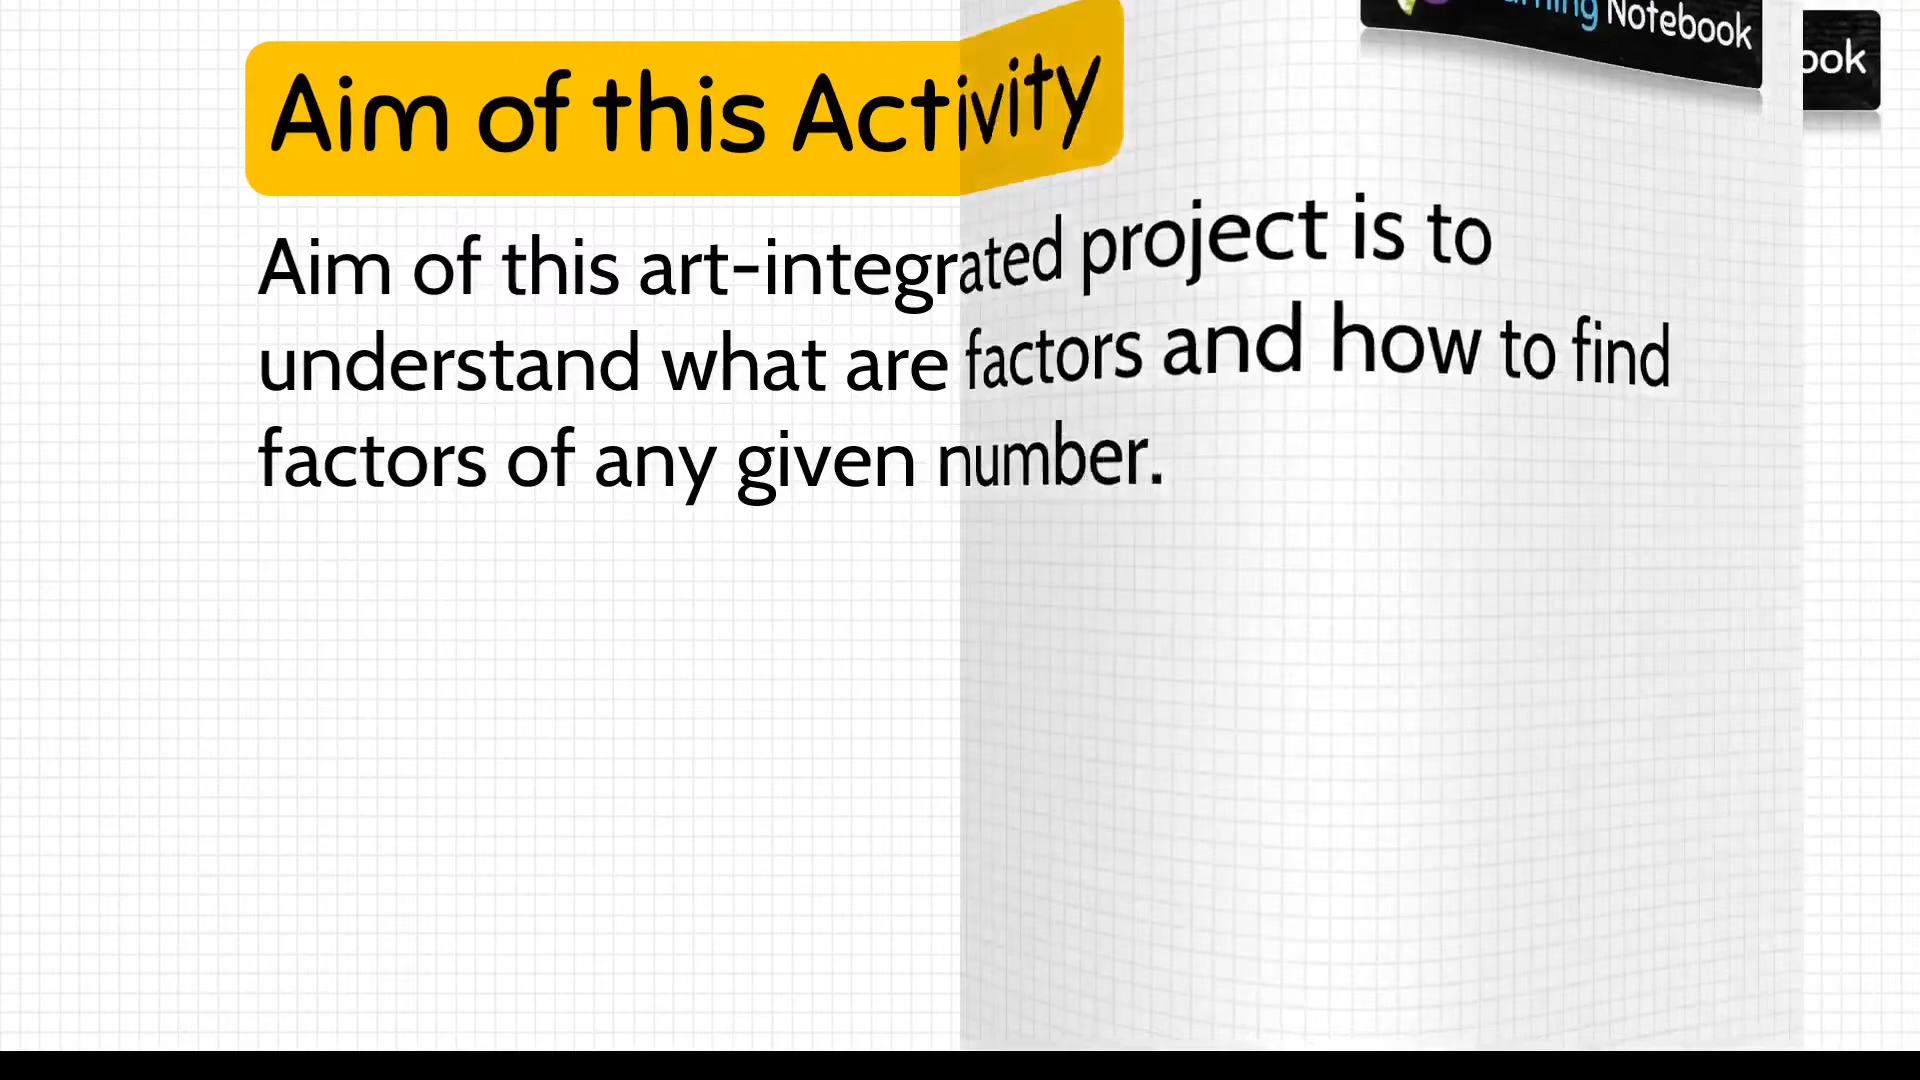 Aim of this Activity
Notebook
Aim of this art-integrated project is to
understand what are factors and how to find
factors of any given number.